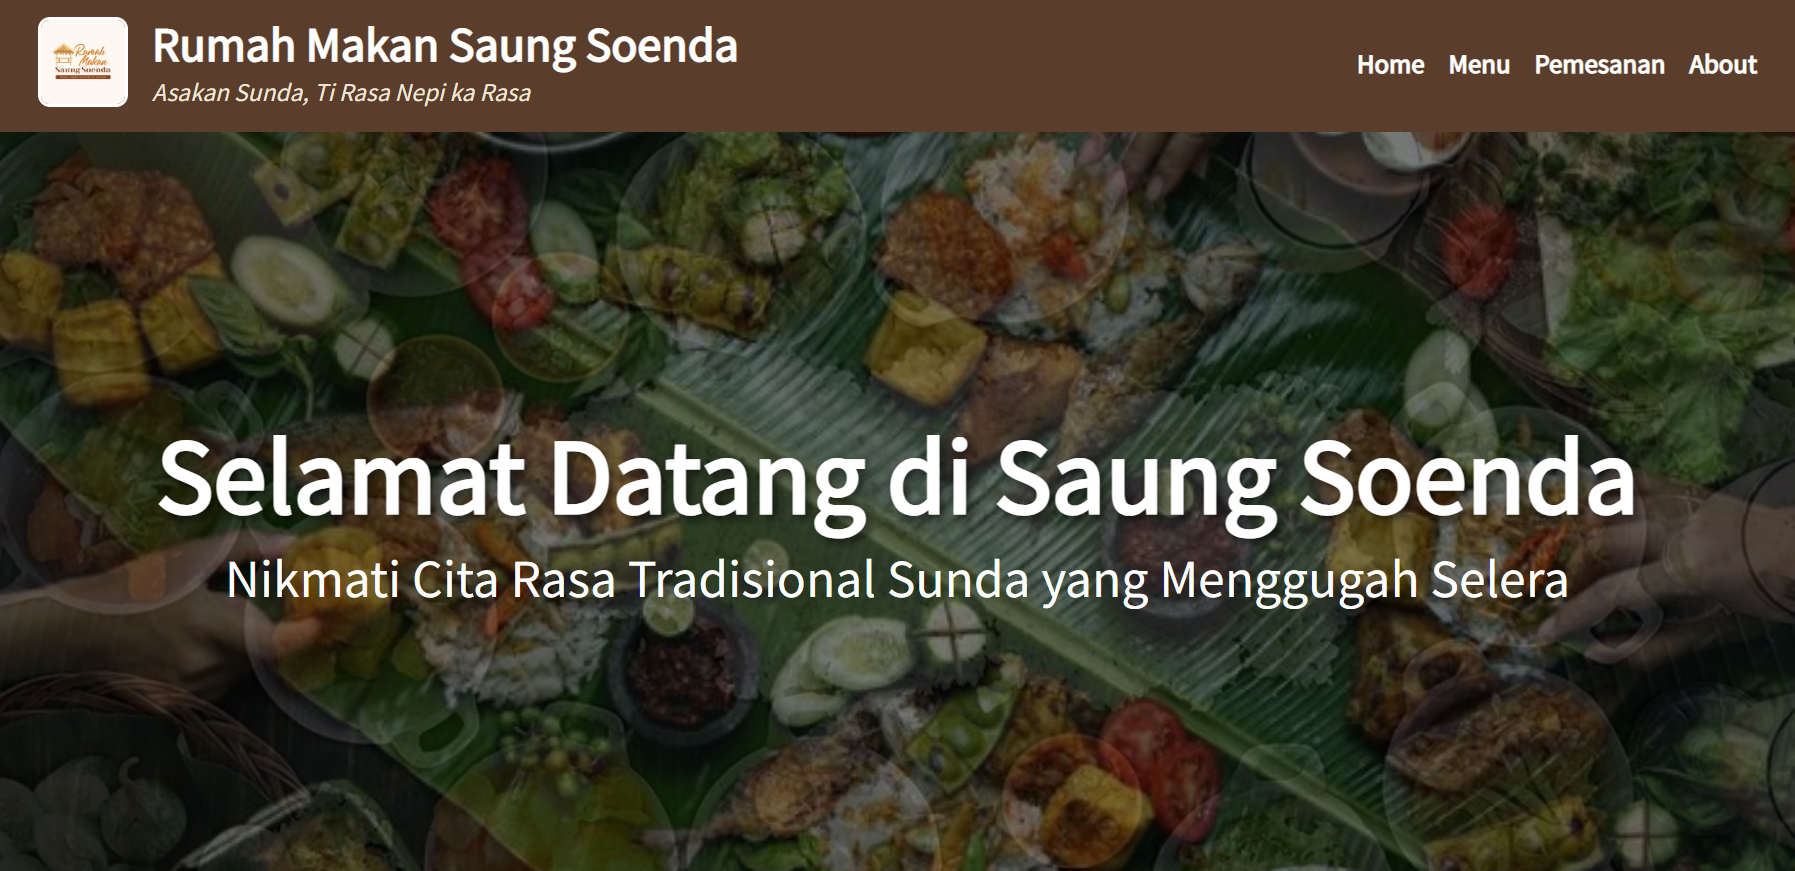 Rumah
Makan
Saung Soenda
Rumah Makan Saung Soenda
Asakan Sunda, Ti Rasa Nepi ka Rasa
Home Menu Pemesanan About
Selamat Datang di Saung Soenda
Nikmati Cita Rasa Tradisional Sunda yang Menggugah Selera